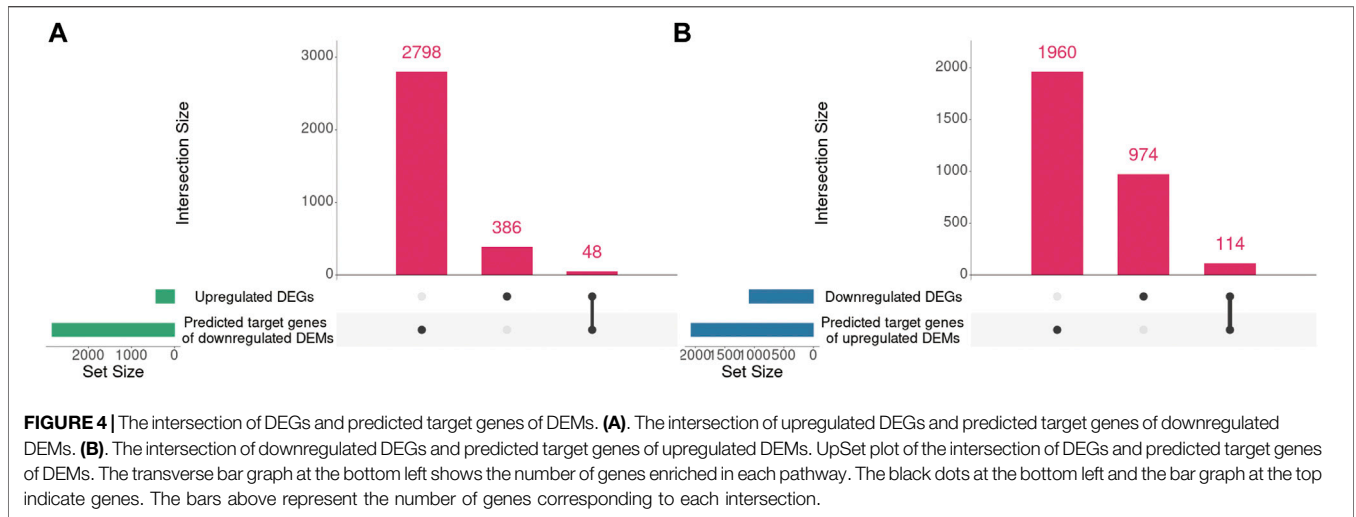 A
B
Intersection Size
3000
2000
1000
0
2798
386
48
Upregulated DEGs
Predicted target genes
of downregulated DEMs
2000 1000 0
Set Size
Intersection Size
2000
1500
1000
500
0
1960
974
114
Downregulated DEGs
Predicted target genes
of upregulated DEMs
2000 1500 1000 500 0
Set Size
FIGURE 4 | The intersection of DEGs and predicted target genes of DEMs. (A). The intersection of upregulated DEGs and predicted target genes of downregulated
DEMs. (B). The intersection of downregulated DEGs and predicted target genes of upregulated DEMs. UpSet plot of the intersection of DEGs and predicted target genes
of DEMs. The transverse bar graph at the bottom left shows the number of genes enriched in each pathway. The black dots at the bottom left and the bar graph at the top
indicate genes. The bars above represent the number of genes corresponding to each intersection.